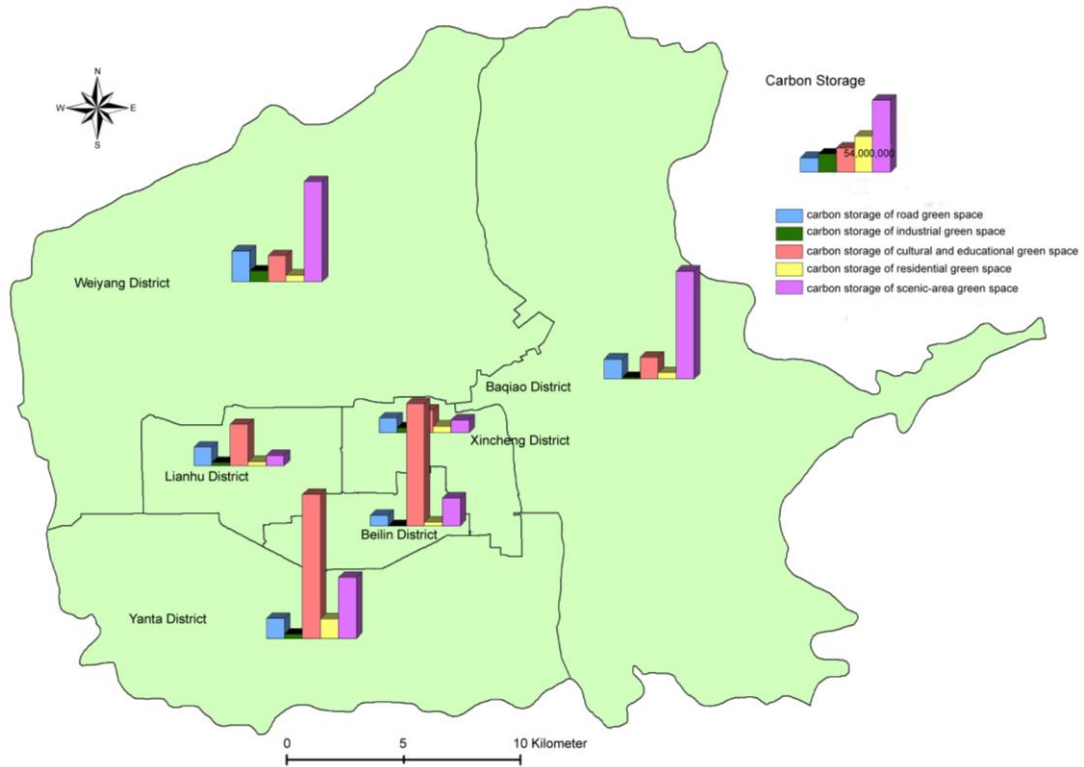 N
W E
S
Carbon Storage
54,000,000
carbon storage of road green space
carbon storage of industrial green space
carbon storage of cultural and educational green space
carbon storage of residential green space
carbon storage of scenic-area green space
Weiyang District
Baqiao District
Xincheng District
Lianhu District
Beilin District
Yanta District
0 5 10 Kilometer